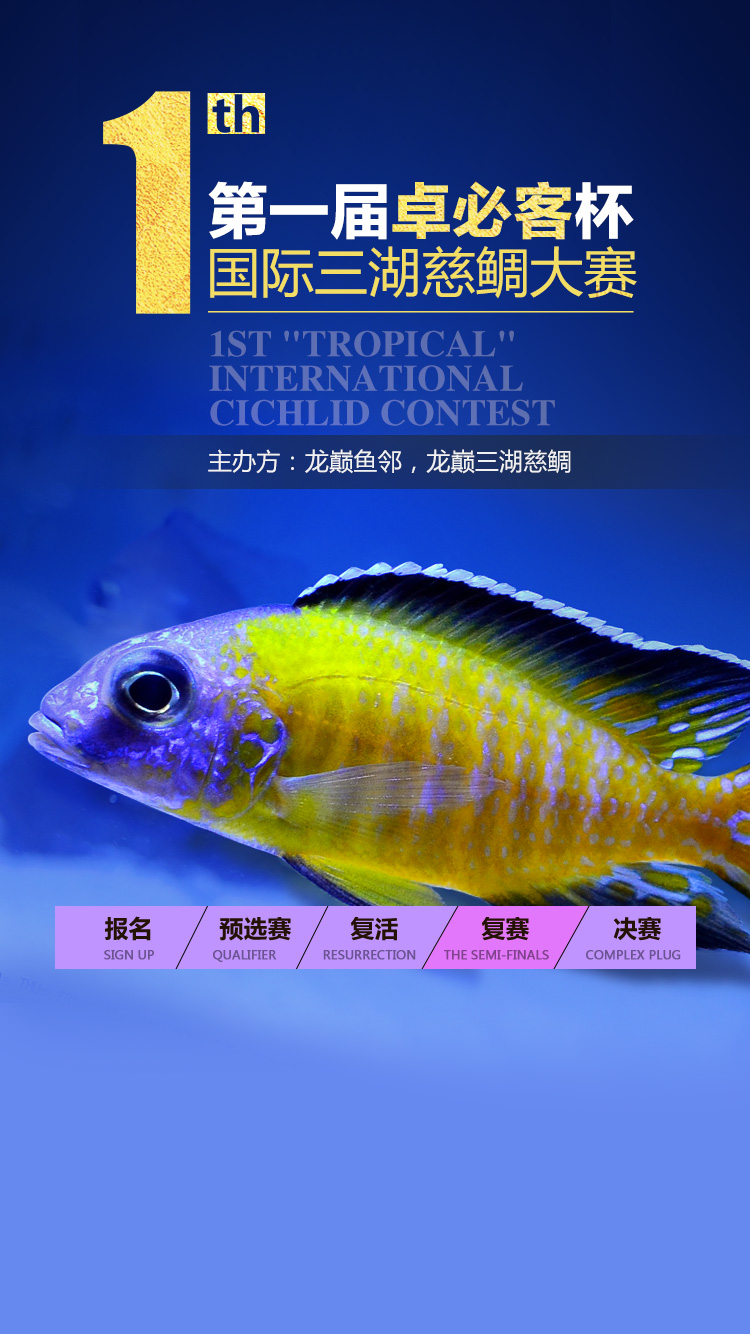 1th
第一届卓必客杯
国际三湖慈鲷大赛
1ST "TROPICAL"
INTERNATIONAL
CICHLID CONTEST
主办方：龙巅鱼邻，龙巅三湖慈鲷
报名 预选赛 复活 复赛 决赛
SIGN UP QUALIFIER RESURRECTION THE SEMI-FINALS COMPLEX PLUG